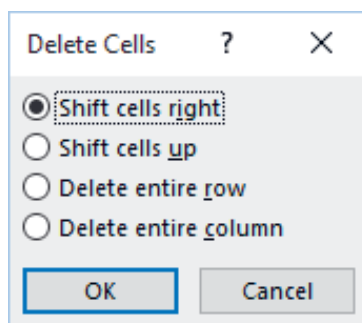 Delete Cells ?
Shift cells right
Shift cells up
Delete entire row
Delete entire column
OK Cancel